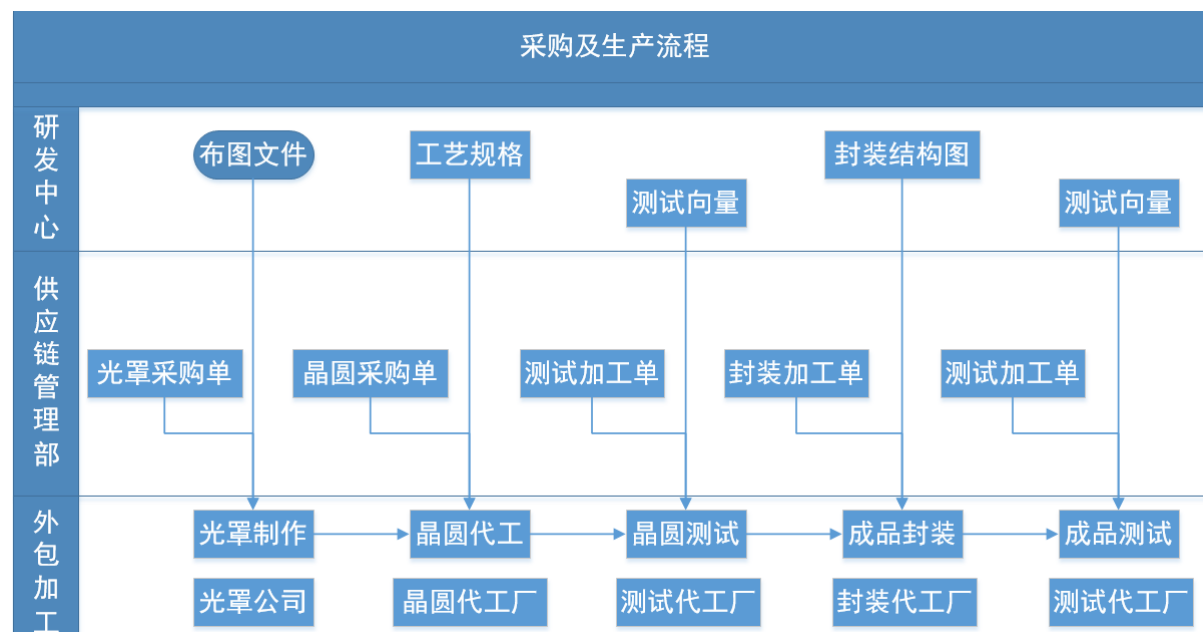 采购及生产流程
研发中心
布图文件
工艺规格
封装结构图
测试向量
测试向量
供应链管理部
光罩采购单
晶圆采购单
测试加工单
封装加工单
测试加工单
外包加工
光罩制作
晶圆代工
晶圆测试
成品封装
成品测试
光罩公司
晶圆代工厂
测试代工厂
封装代工厂
测试代工厂